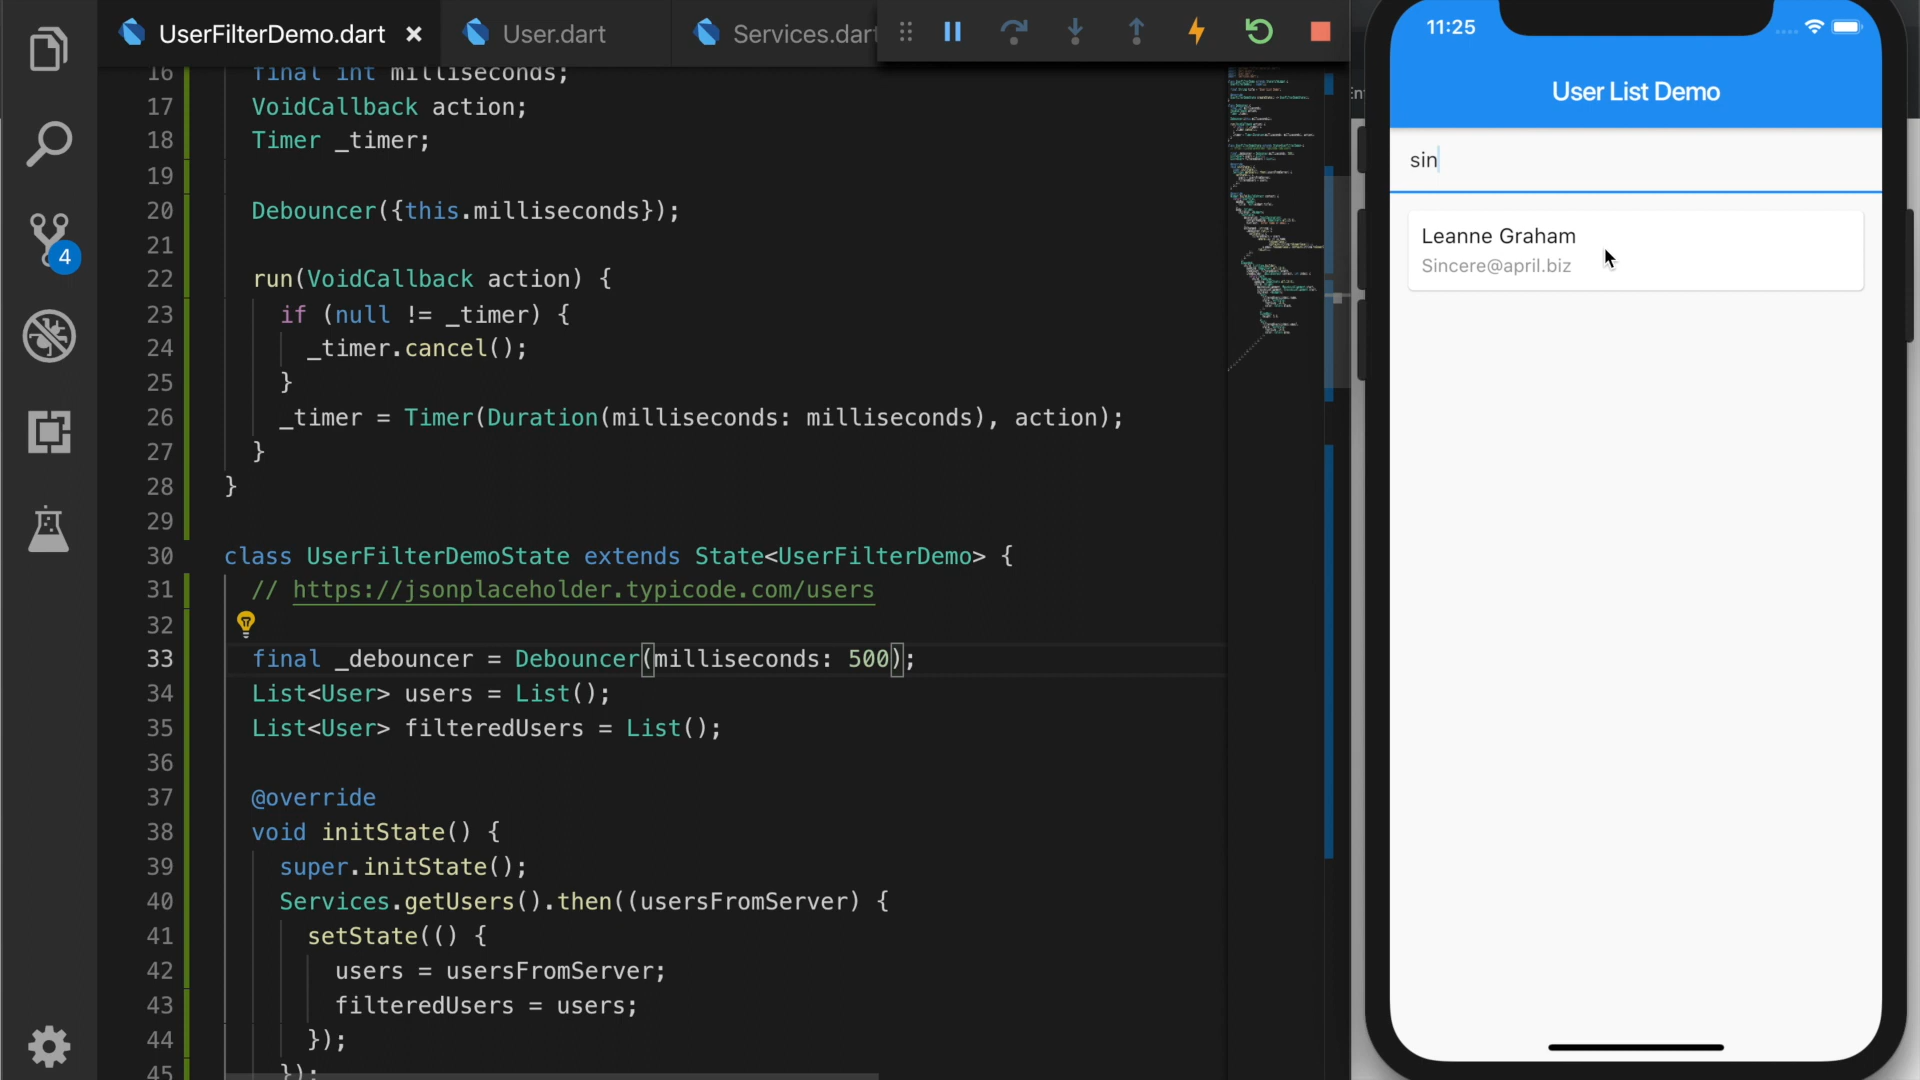 UserFilterDemo.dart
User.dart
Services.dart
4
16 final int milliseconds;
17 VoidCallback action;
18 Timer _timer;
19
20 Debouncer({this.milliseconds});
21
22 run(VoidCallback action) {
23 if (null != _timer) {
24 _timer.cancel();
25 }
26 _timer = Timer(Duration(milliseconds: milliseconds), action);
27 }
28 }
29
30 class UserFilterDemoState extends State<UserFilterDemo> {
31 // https://jsonplaceholder.typicode.com/users
32
33 final _debouncer = Debouncer(milliseconds: 500);
34 List<User> users = List();
35 List<User> filteredUsers = List();
36
37 @override
38 void initState() {
39 super.initState();
40 Services.getUsers().then((usersFromServer) {
41 setState(() {
42 users = usersFromServer;
43 filteredUsers = users;
44 });
45 });
11:25
User List Demo
sin
Leanne Graham
Sincere@april.biz